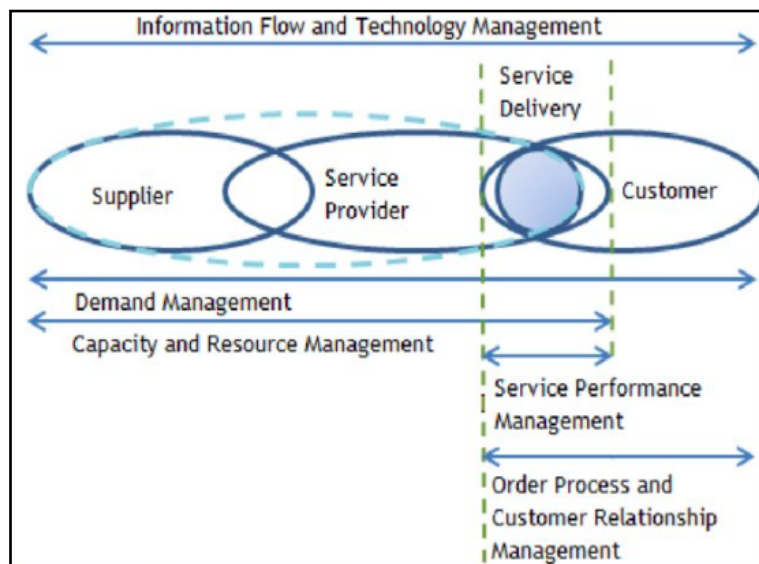 Information Flow and Technology Management
Service
Delivery
Supplier
Service
Provider
Customer
Demand Management
Capacity and Resource Management
Service Performance
Management
Order Process and
Customer Relationship
Management